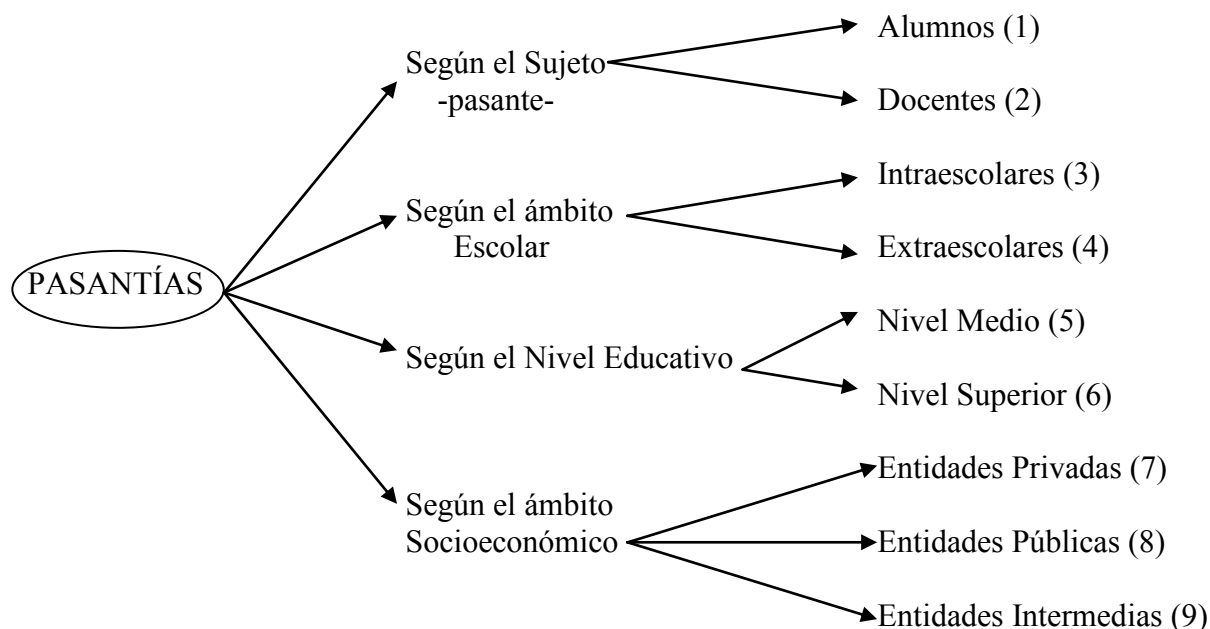 PASANTÍAS
Según el Sujeto
-pasante-
Alumnos (1)
Docentes (2)
Según el ámbito
Escolar
Intraescolares (3)
Extraescolares (4)
Según el Nivel Educativo
Nivel Medio (5)
Nivel Superior (6)
Según el ámbito
Socioeconómico
Entidades Privadas (7)
Entidades Públicas (8)
Entidades Intermedias (9)